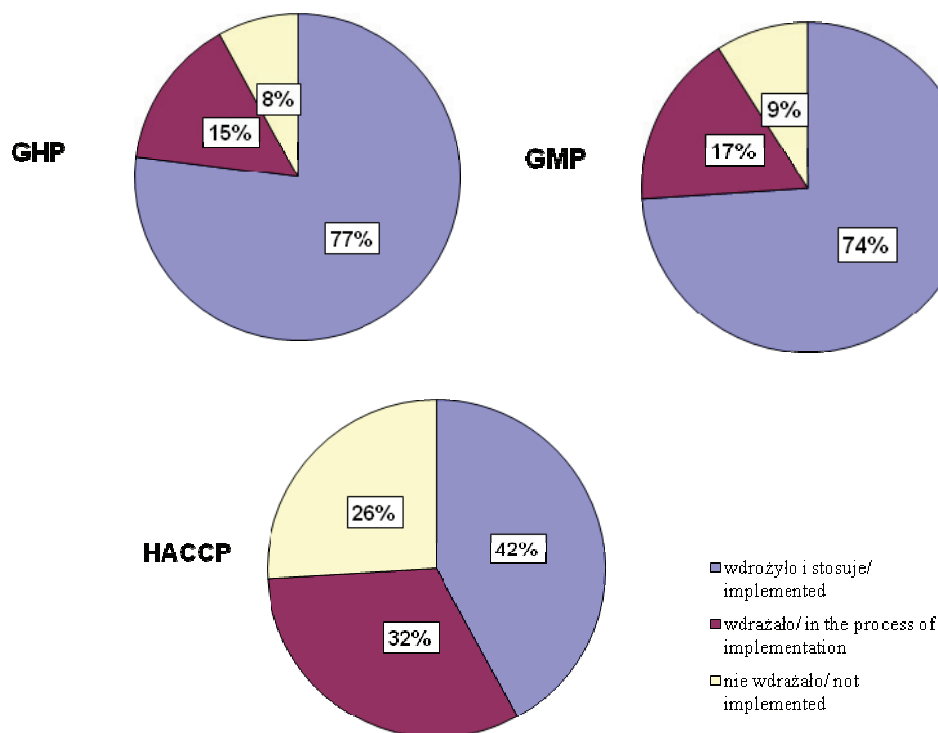 GHP
8%
15%
77%
GMP
9%
17%
74%
HACCP
26%
42%
32%
wdrożyło i stosuje/
implemented
wdrażało/ in the process of
implementation
nie wdrażało/ not
implemented